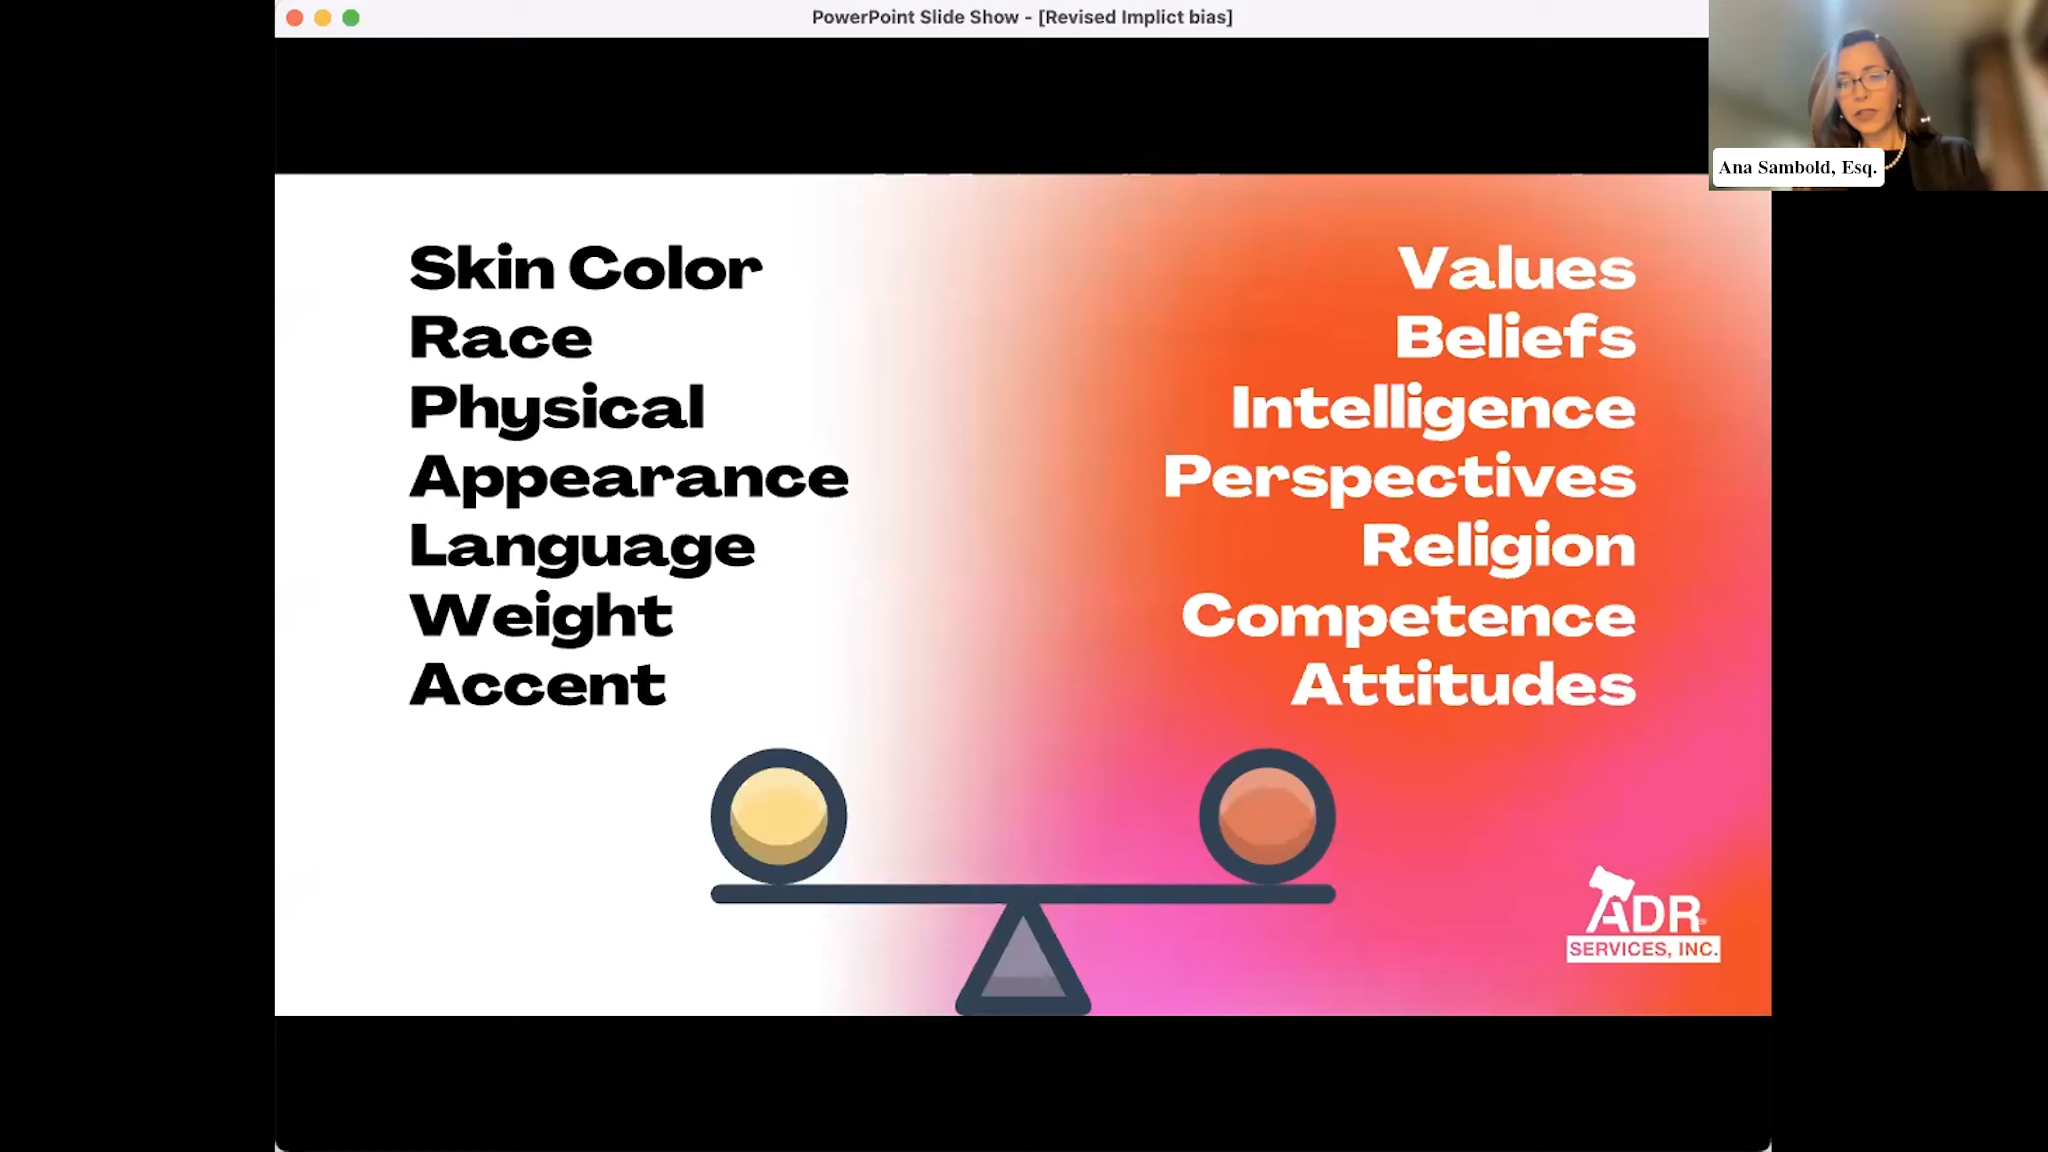 PowerPoint Slide Show - [Revised Implict bias]
Ana Sambold, Esq.
Skin Color
Race
Physical
Appearance
Language
Weight
Accent
Values
Beliefs
Intelligence
Perspectives
Religion
Competence
Attitudes
ADR
SERVICES, INC.